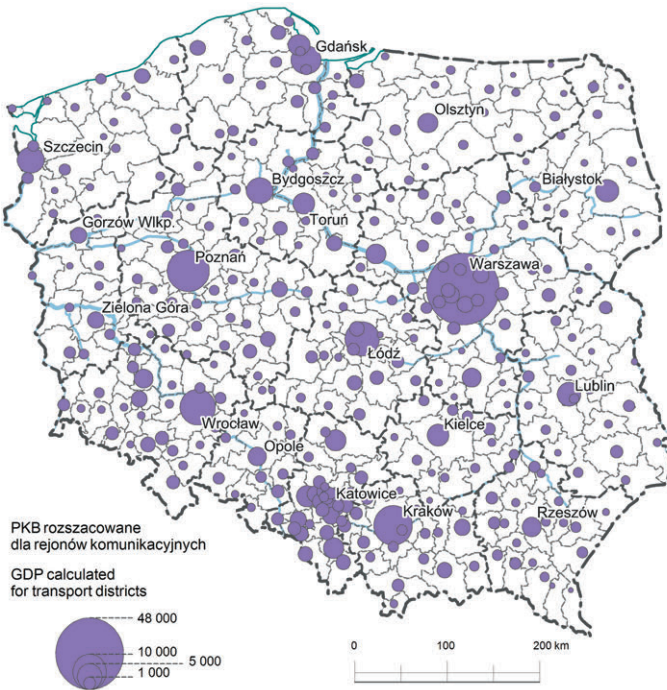 Gdańsk
Olsztyn
Szczecin
Białystok
Bydgoszcz
Toruń
Gorzów Wlkp.
Poznań
Warszawa
Zielona Góra
Łódź
Lublin
Wrocław
Kielce
Opole
Katowice
Kraków
Rzeszów
PKB rozszacowane
dla rejonów komunikacyjnych
GDP calculated
for transport districts
48 000
10 000
5 000
1 000
0 100 200 km